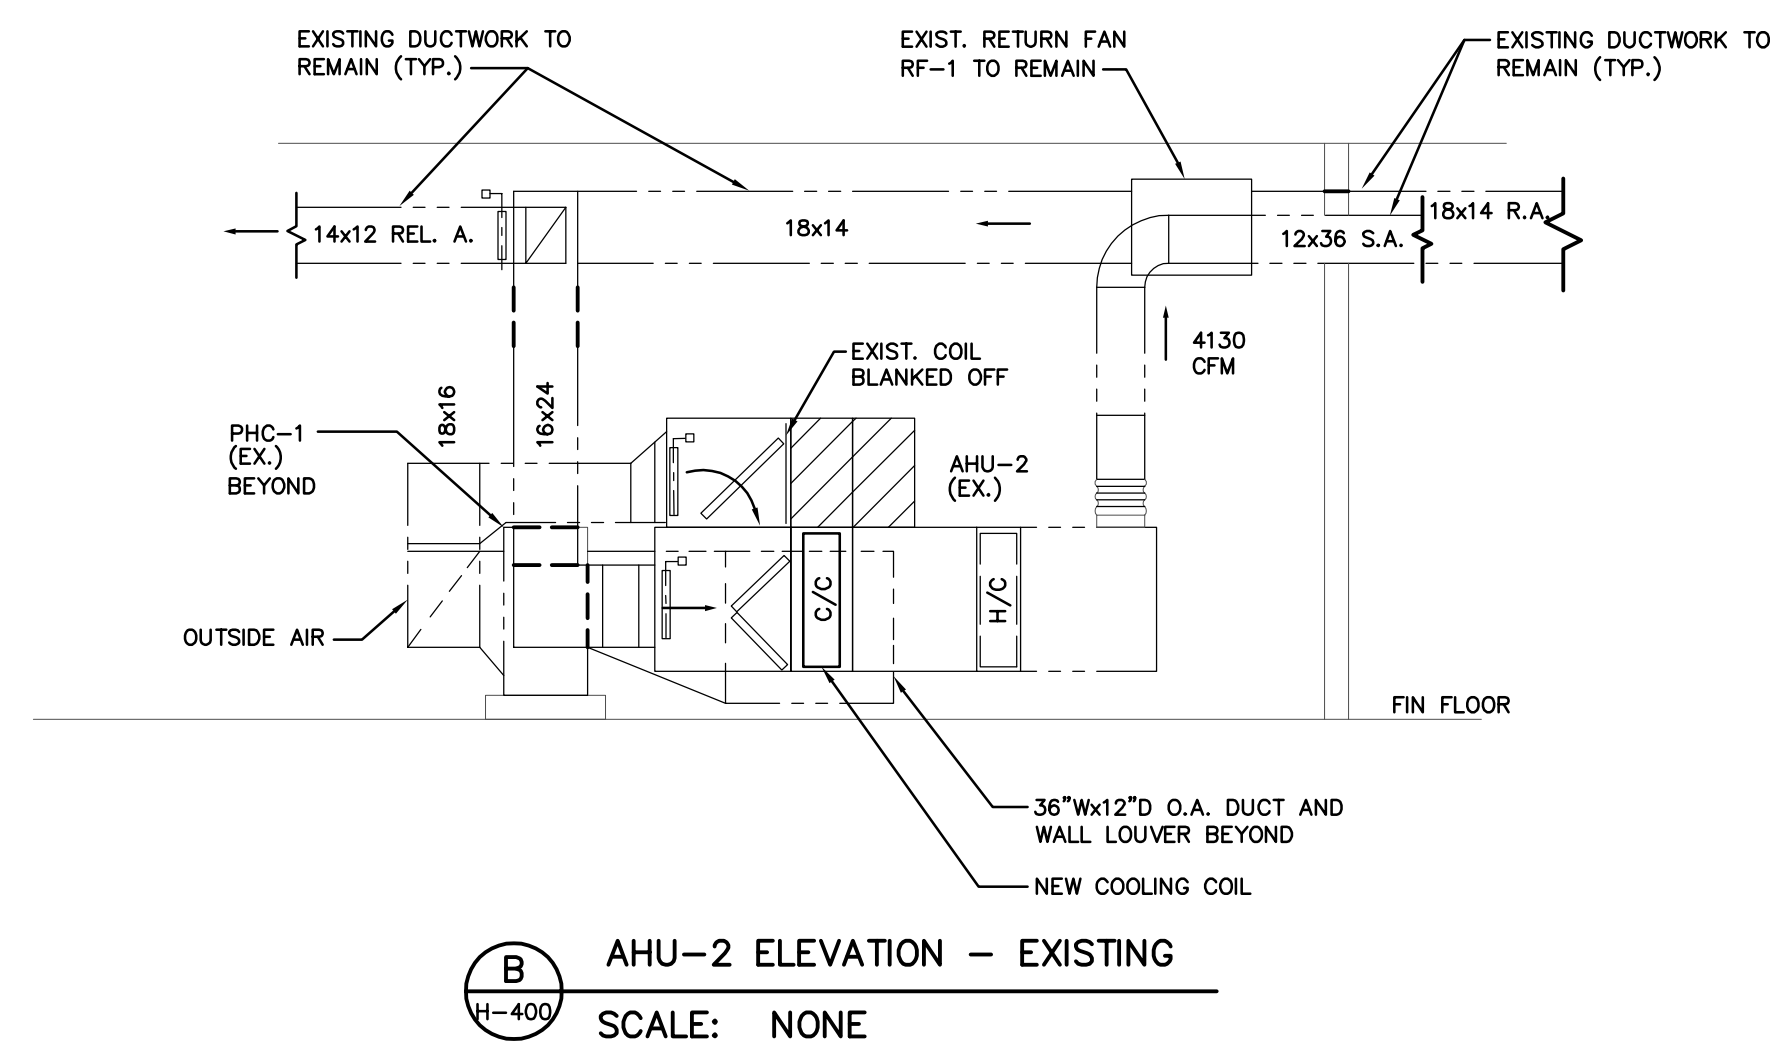 EXISTING DUCTWORK TO
REMAIN (TYP.)
EXIST. RETURN FAN
RF-1 TO REMAIN
EXISTING DUCTWORK TO
REMAIN (TYP.)
14x12 REL. A.
18x14
12x36 S.A.
18x14 R.A.
4130
CFM
EXIST. COIL
BLANKED OFF
18x16
16x24
PHC-1
(EX.)
BEYOND
AHU-2
(EX.)
C/C
H/C
OUTSIDE AIR
FIN FLOOR
36"Wx12"D O.A. DUCT AND
WALL LOUVER BEYOND
NEW COOLING COIL
B
H-400
AHU-2 ELEVATION - EXISTING
SCALE: NONE